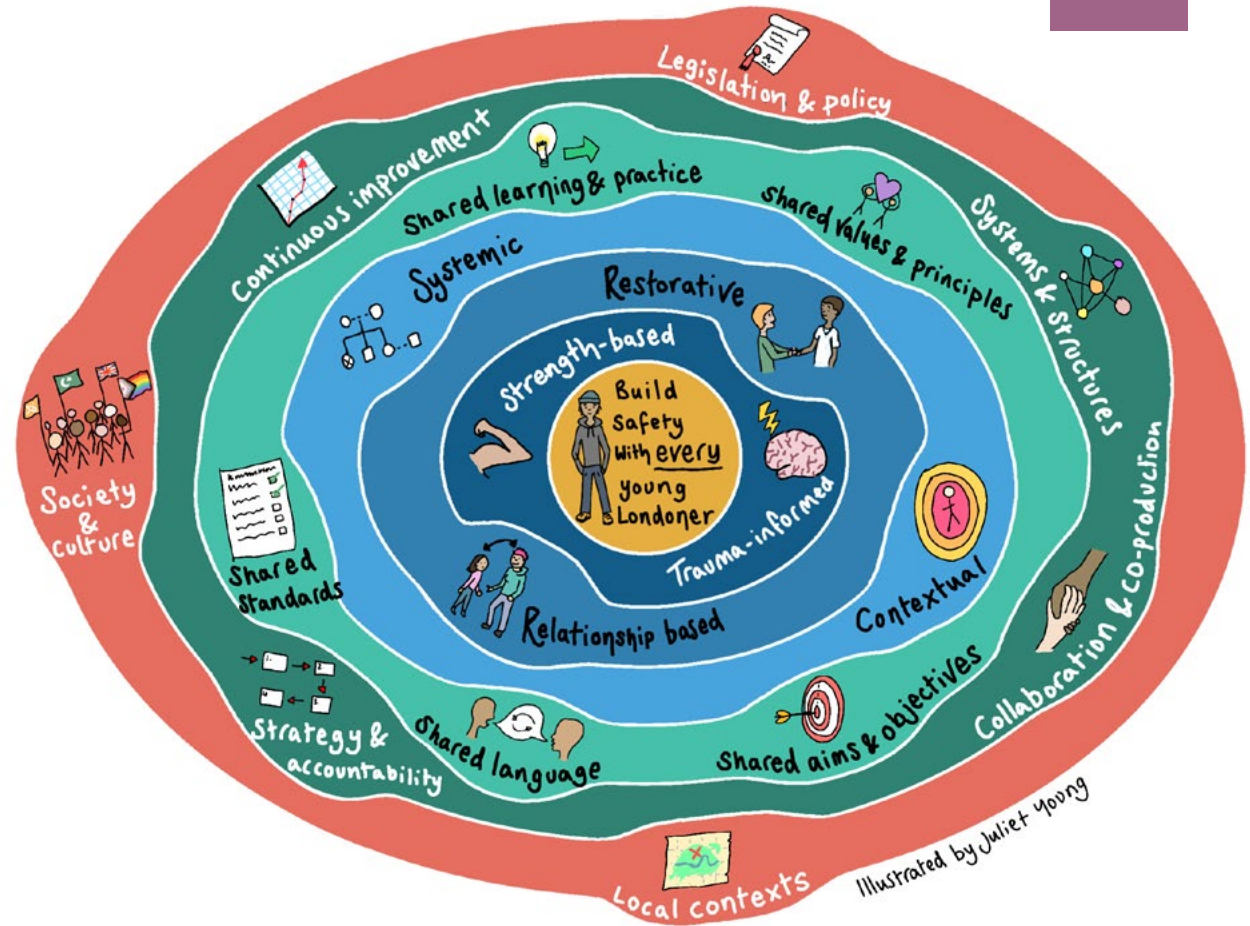 Legislation & policy
Continuous improvement
Systems & structures
Shared learning & practice
Shared values & principles
Systemic
Restorative
Strength-based
Build
Safety
with every
young
Londoner
Trauma-informed
Society
&
culture
Shared
Standards
Relationship based
Contextual
Collaboration & co-production
Strategy &
accountability
Shared language
Shared aims & objectives
Local contexts
Illustrated by Juliet Young